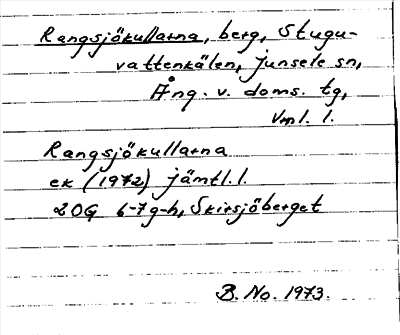 Rangsjökullarna, berg, Stugu-
vattenkälen, Junsele sn,
Ång. v. doms. tg,
Vnl. l.
Rangsjökullarna
ek (1972) jämtl. l.
20G 6-7g-h, Skirsjöberget
B. No. 1973.